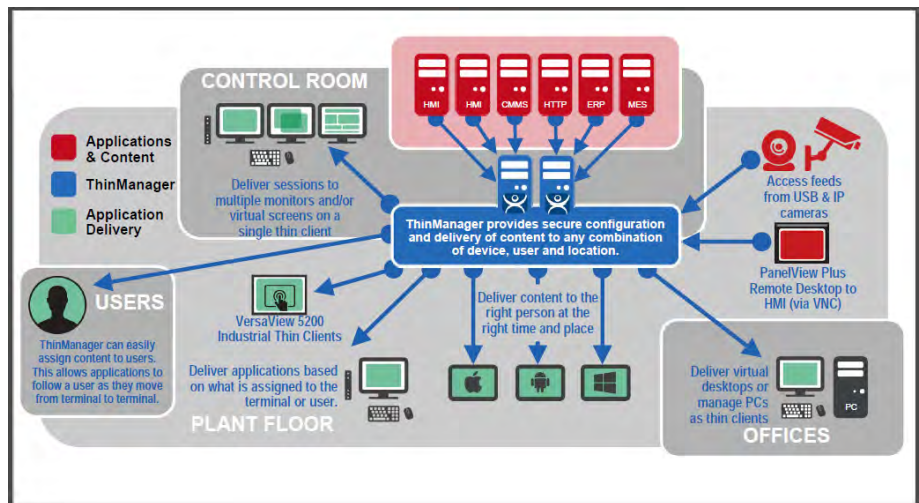 CONTROL ROOM
HMI
HMI
CMMS
HTTP
ERP
MES
Applications
& Content
ThinManager
Application
Delivery
Deliver sessions to
multiple monitors and/or
virtual screens on a
single thin client
Access feeds
from USB & IP
cameras
ThinManager provides secure configuration
and delivery of content to any combination
of device, user and location.
PanelView Plus
Remote Desktop to
HMI (via VNC)
USERS
ThinManager can easily
assign content to users.
This allows applications to
follow a user as they move
from terminal to terminal.
VersaView 5200
Industrial Thin Clients
Deliver content to the
right person at the
right time and place
Deliver applications based
on what is assigned to the
terminal or user.
PLANT FLOOR
Deliver virtual
desktops or
manage PCs
as thin clients
PC
OFFICES